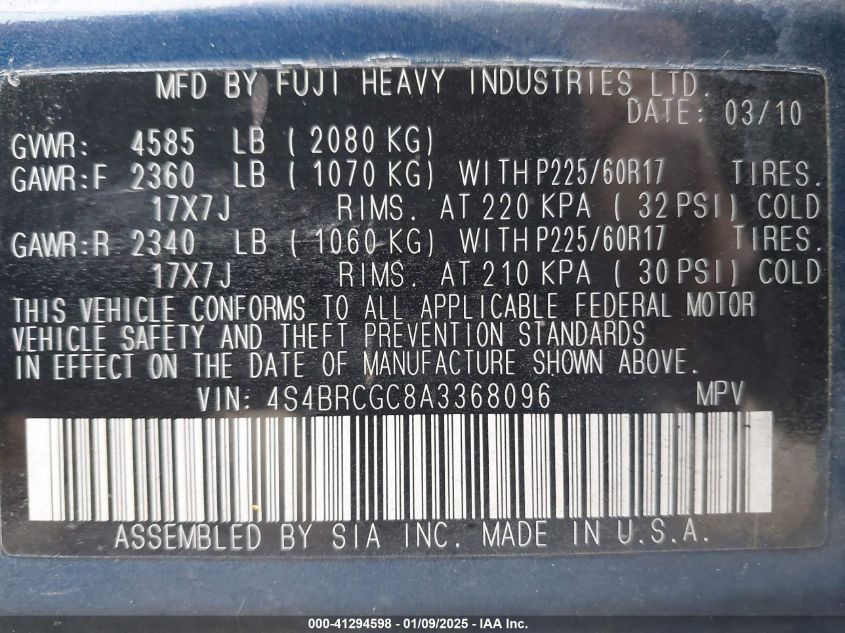 MFD BY FUJI HEAVY INDUSTRIES LTD.
DATE: 03/10
GVWR: 4585 LB ( 2080 KG)
GAWR:F 2360 LB ( 1070 KG) WITH P225/60R17 TIRES.
17X7J RIMS. AT 220 KPA ( 32 PSI) COLD
GAWR:R 2340 LB ( 1060 KG) WITH P225/60R17 TIRES.
17X7J RIMS. AT 210 KPA ( 30 PSI) COLD
THIS VEHICLE CONFORMS TO ALL APPLICABLE FEDERAL MOTOR
VEHICLE SAFETY AND THEFT PREVENTION STANDARDS
IN EFFECT ON THE DATE OF MANUFACTURE SHOWN ABOVE.
VIN: 4S4BRCGC8A3368096 MPV
ASSEMBLED BY SIA INC. MADE IN U.S.A.
000-41294598 - 01/09/2025 - IAA Inc.